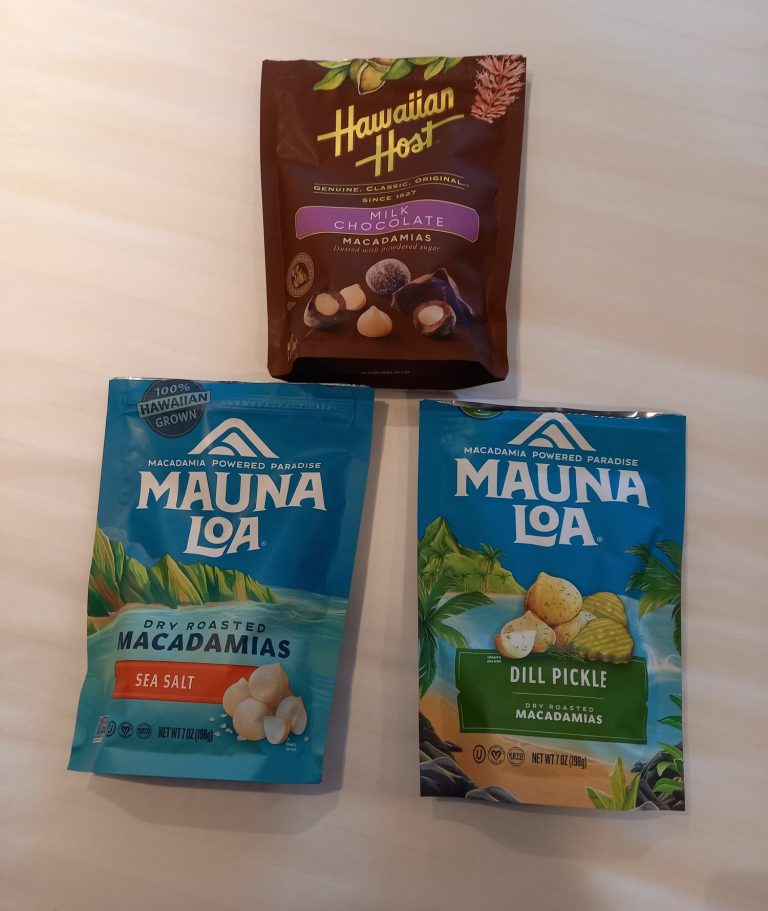 Hawaiian
Host
GENUINE. CLASSIC. ORIGINAL.
SINCE 1927
MILK
CHOCOLATE
MACADAMIAS
Dusted with powdered sugar
100%
HAWAIIAN
GROWN
MACADAMIA POWERED PARADISE
MAUNA
LOA®
DRY ROASTED
MACADAMIAS
SEA SALT
U
KETO
NET WT 7 OZ (198g)
MACADAMIA POWERED PARADISE
MAUNA
LOA®
DILL PICKLE
DRY ROASTED
MACADAMIAS
U
KETO
NET WT 7 OZ (198g)